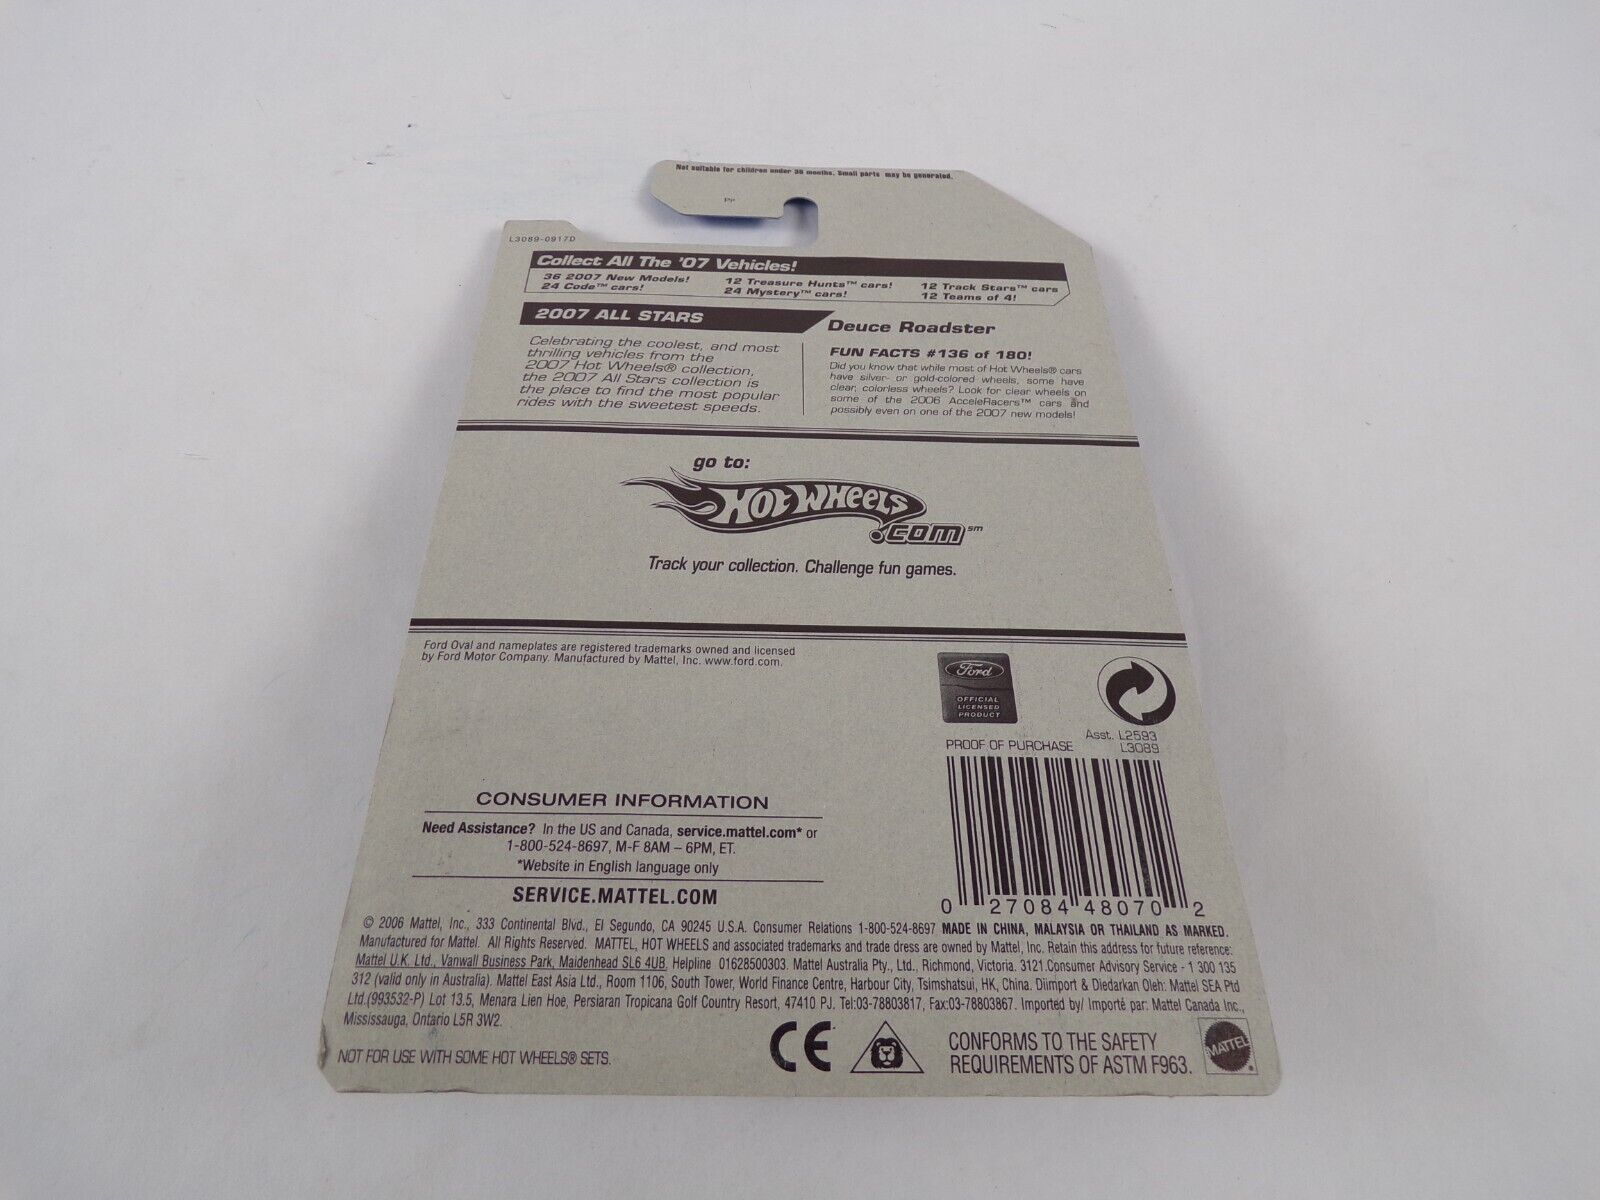 Not suitable for children under 36 months. Small parts may be generated.
PP
L3089-0917D
Collect All The '07 Vehicles!
36 2007 New Models! 12 Treasure Hunts™ cars! 12 Track Stars™ cars
24 Code™ cars! 24 Mystery™ cars! 12 Teams of 4!
2007 ALL STARS
Celebrating the coolest, and most
thrilling vehicles from the
2007 Hot Wheels® collection,
the 2007 All Stars collection is
the place to find the most popular
rides with the sweetest speeds.
Deuce Roadster
FUN FACTS #136 of 180!
Did you know that while most of Hot Wheels® cars
have silver- or gold-colored wheels, some have
clear, colorless wheels? Look for clear wheels on
some of the 2006 AcceleRacers™ cars and
possibly even on one of the 2007 new models!
go to:
HOT WHEELS
.com℠
Track your collection. Challenge fun games.
Ford Oval and nameplates are registered trademarks owned and licensed
by Ford Motor Company. Manufactured by Mattel, Inc. www.ford.com.
Ford
OFFICIAL
LICENSED
PRODUCT
Asst. L2593
PROOF OF PURCHASE L3089
0 27084 48070 2
CONSUMER INFORMATION
Need Assistance? In the US and Canada, service.mattel.com* or
1-800-524-8697, M-F 8AM – 6PM, ET.
*Website in English language only
SERVICE.MATTEL.COM
© 2006 Mattel, Inc., 333 Continental Blvd., El Segundo, CA 90245 U.S.A. Consumer Relations 1-800-524-8697 MADE IN CHINA, MALAYSIA OR THAILAND AS MARKED.
Manufactured for Mattel. All Rights Reserved. MATTEL, HOT WHEELS and associated trademarks and trade dress are owned by Mattel, Inc. Retain this address for future reference:
Mattel U.K. Ltd., Vanwall Business Park, Maidenhead SL6 4UB. Helpline 01628500303. Mattel Australia Pty., Ltd., Richmond, Victoria. 3121.Consumer Advisory Service - 1 300 135
312 (valid only in Australia). Mattel East Asia Ltd., Room 1106, South Tower, World Finance Centre, Harbour City, Tsimshatsui, HK, China. Diimport & Diedarkan Oleh: Mattel SEA Ptd
Ltd.(993532-P) Lot 13.5, Menara Lien Hoe, Persiaran Tropicana Golf Country Resort, 47410 PJ. Tel:03-78803817, Fax:03-78803867. Imported by/ Importé par: Mattel Canada Inc.,
Mississauga, Ontario L5R 3W2.
NOT FOR USE WITH SOME HOT WHEELS® SETS.
CE
CONFORMS TO THE SAFETY
REQUIREMENTS OF ASTM F963.
MATTEL